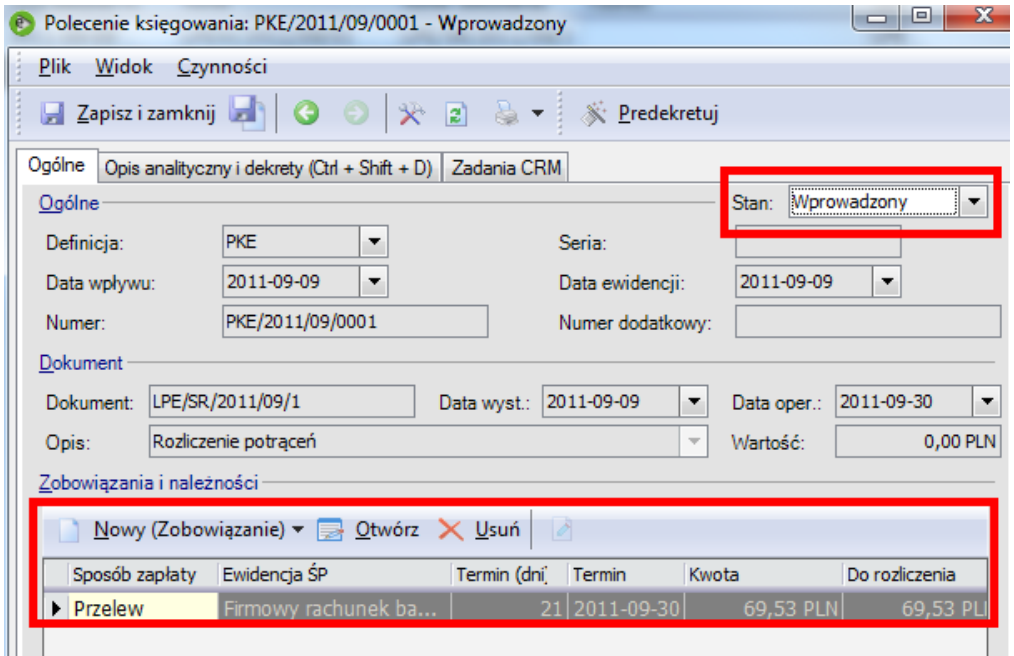 Polecenie księgowania: PKE/2011/09/0001 - Wprowadzony
Plik Widok Czynności
Zapisz i zamknij Predekretuj
Ogólne Opis analityczny i dekrety (Ctrl + Shift + D) Zadania CRM
Ogólne Stan: Wprowadzony
Definicja: PKE Seria:
Data wpływu: 2011-09-09 Data ewidencji: 2011-09-09
Numer: PKE/2011/09/0001 Numer dodatkowy:
Dokument
Dokument: LPE/SR/2011/09/1 Data wyst.: 2011-09-09 Data oper.: 2011-09-30
Opis: Rozliczenie potrąceń Wartość: 0,00 PLN
Zobowiązania i należności
Nowy (Zobowiązanie) Otwórz Usuń
Sposób zapłaty Ewidencja ŚP Termin (dni) Termin Kwota Do rozliczenia
Przelew Firmowy rachunek ba... 21 2011-09-30 69,53 PLN 69,53 PLI